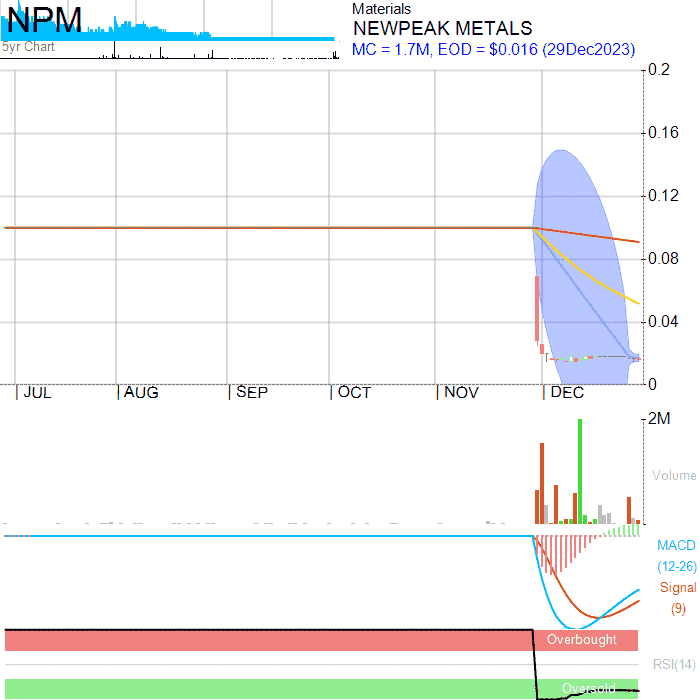 NPM
5yr Chart
Materials
NEWPEAK METALS
MC = 1.7M, EOD = $0.016 (29Dec2023)
0.2
0.16
0.12
0.08
0.04
0
JUL AUG SEP OCT NOV DEC
2M
Volume
MACD
(12-26)
Signal
(9)
Overbought
RSI(14)
Oversold